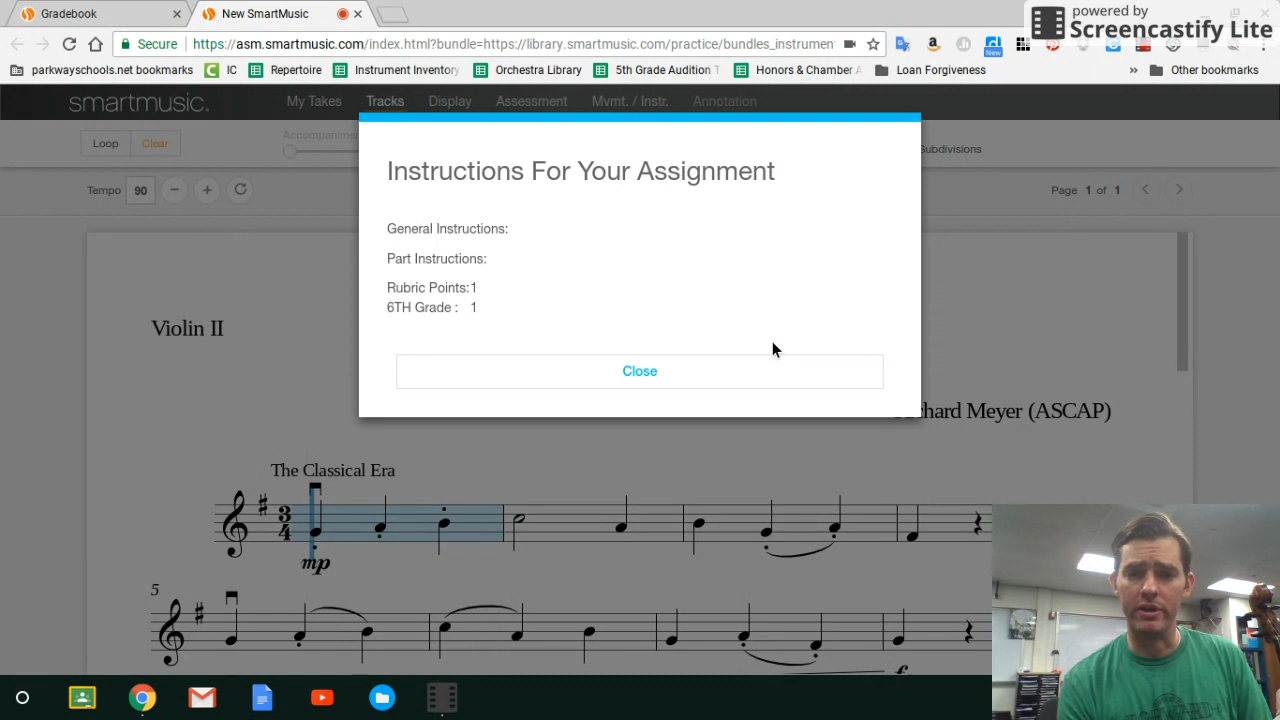 Gradebook
New SmartMusic
powered by
Screencastify Lite
Secure
https://asm.smartmusic.com/index.html?bundle=https://library.smartmusic.com/practice/bundles_instrumen
New
parkwayschools.net bookmarks
IC
Repertoire
Instrument Inventory
Orchestra Library
5th Grade Audition T
Honors & Chamber A
Loan Forgiveness
»
Other bookmarks
smartmusic.
My Takes
Tracks
Display
Assessment
Mvmt. / Instr.
Annotation
Loop
Clear
Accompanimen
Subdivisions
Tempo
90
Page 1 of 1
Instructions For Your Assignment
General Instructions:
Part Instructions:
Rubric Points:1
6TH Grade : 1
Close
Violin II
hard Meyer (ASCAP)
The Classical Era
3
4
mp
5
f